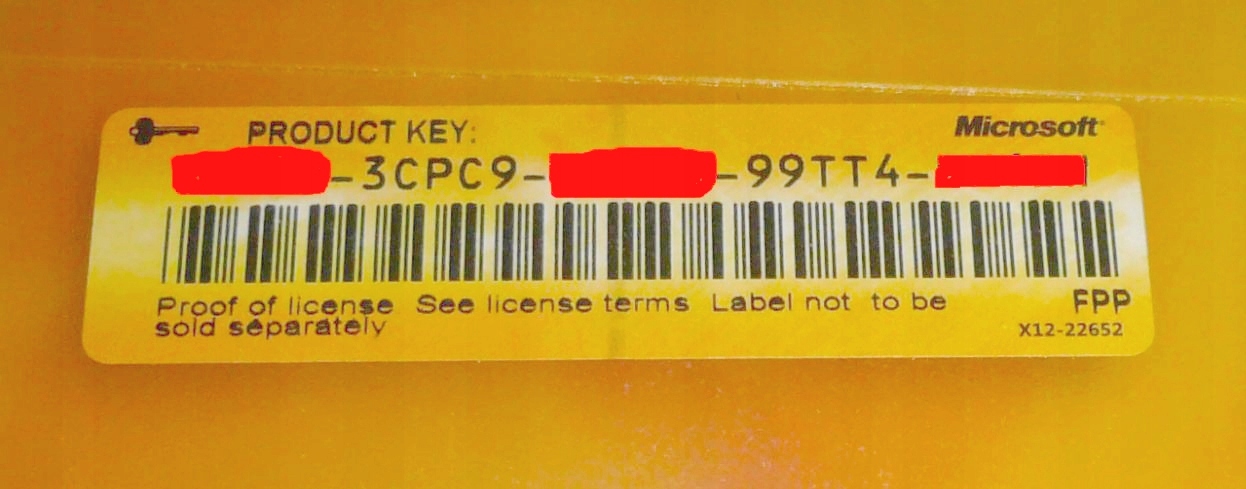 PRODUCT KEY:
Microsoft
-3CPC9- -99TT4-
Proof of license See license terms Label not to be
sold separately
FPP
X12-22652